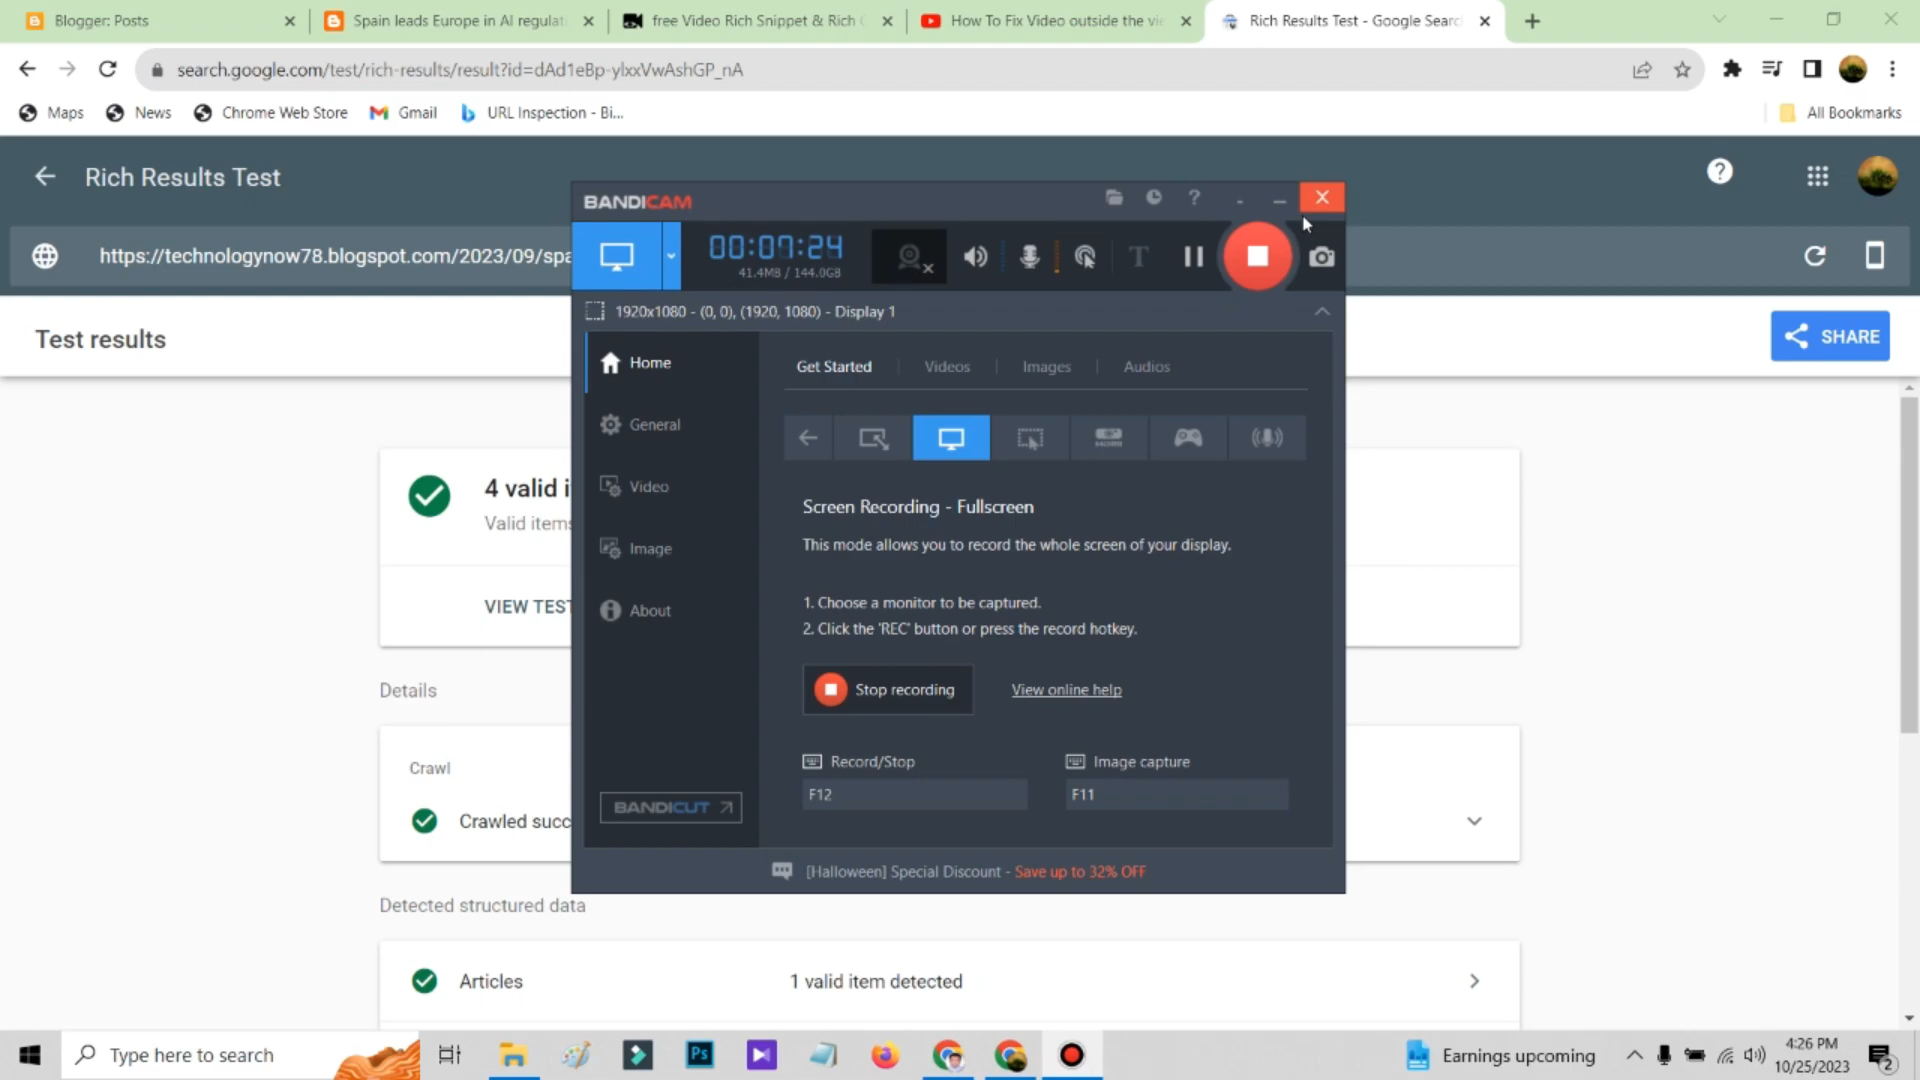 Blogger: Posts
Spain leads Europe in AI regulat
free Video Rich Snippet & Rich
How To Fix Video outside the vie
Rich Results Test - Google Searc
search.google.com/test/rich-results/result?id=dAd1eBp-ylxxVwAshGP_nA
Maps
News
Chrome Web Store
Gmail
URL Inspection - Bi...
All Bookmarks
Rich Results Test
https://technologynow78.blogspot.com/2023/09/spa
Test results
SHARE
4 valid i
Valid items
VIEW TEST
Details
Crawl
Crawled succ
Detected structured data
Articles
1 valid item detected
BANDICAM
00:07:24
41.4MB / 144.0GB
1920x1080 - (0, 0), (1920, 1080) - Display 1
Home
General
Video
Image
About
BANDICUT
Get Started
Videos
Images
Audios
Screen Recording - Fullscreen
This mode allows you to record the whole screen of your display.
1. Choose a monitor to be captured.
2. Click the 'REC' button or press the record hotkey.
Stop recording
View online help
Record/Stop
Image capture
F12
F11
[Halloween] Special Discount - Save up to 32% OFF
Type here to search
Ps
Earnings upcoming
4:26 PM
10/25/2023
2